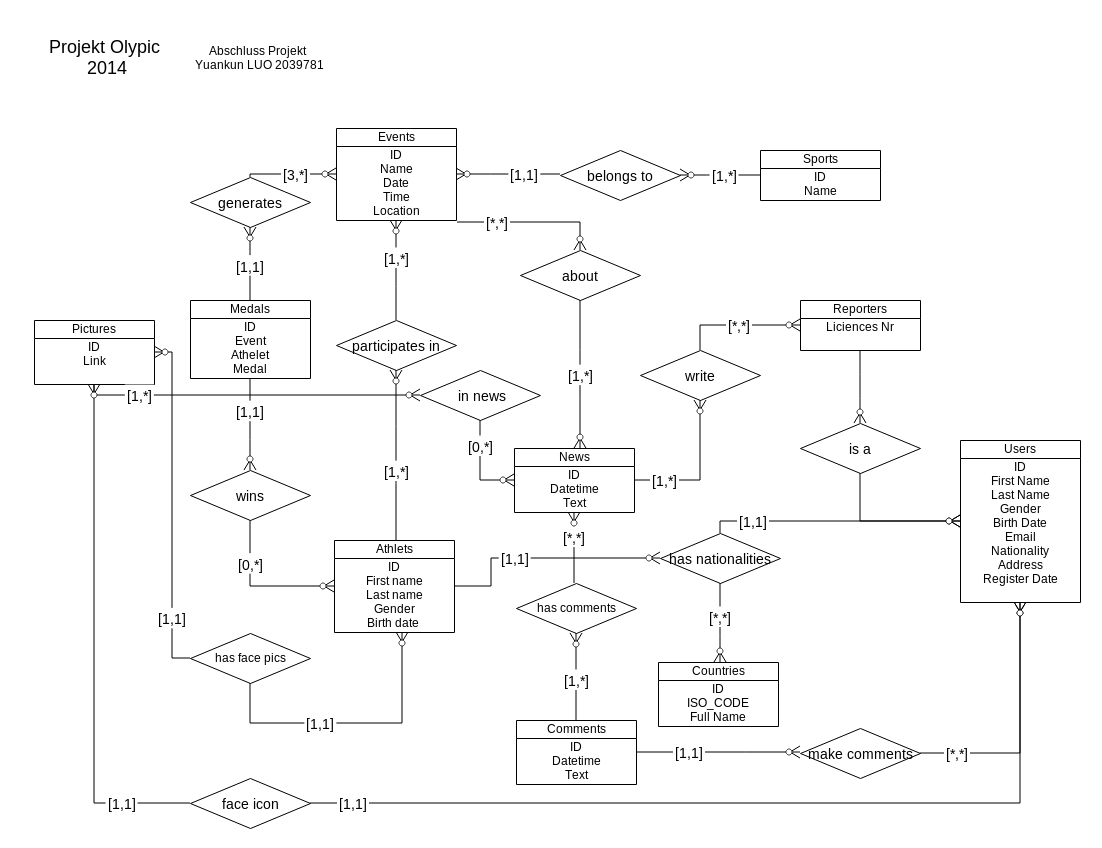 Projekt Olypic
2014
Abschluss Projekt
Yuankun LUO 2039781
Events
ID
Name
Date
Time
Location
[3,*]
generates
[1,1]
[1,1]
belongs to
[1,*]
Sports
ID
Name
[*,*]
about
[1,*]
[1,*]
participates in
[1,*]
Medals
ID
Event
Athelet
Medal
Pictures
ID
Link
[1,*]
in news
[0,*]
Reporters
Liciences Nr
[*,*]
write
[1,*]
is a
[1,1]
wins
[0,*]
News
ID
Datetime
Text
Users
ID
First Name
Last Name
Gender
Birth Date
Email
Nationality
Address
Register Date
Athlets
ID
First name
Last name
Gender
Birth date
[1,1]
has nationalities
[1,1]
[*,*]
[*,*]
has comments
[1,*]
[1,1]
has face pics
[1,1]
Countries
ID
ISO_CODE
Full Name
Comments
ID
Datetime
Text
[1,1]
make comments
[*,*]
[1,1]
face icon
[1,1]